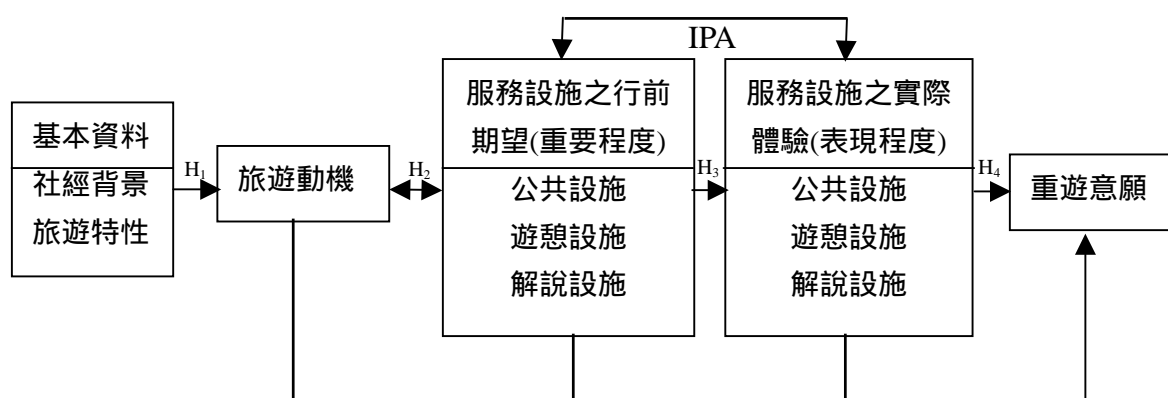 IPA
基本資料
社經背景
旅遊特性
H₁
旅遊動機
H₂
服務設施之行前
期望(重要程度)
公共設施
遊憩設施
解說設施
H₃
服務設施之實際
體驗(表現程度)
公共設施
遊憩設施
解說設施
H₄
重遊意願